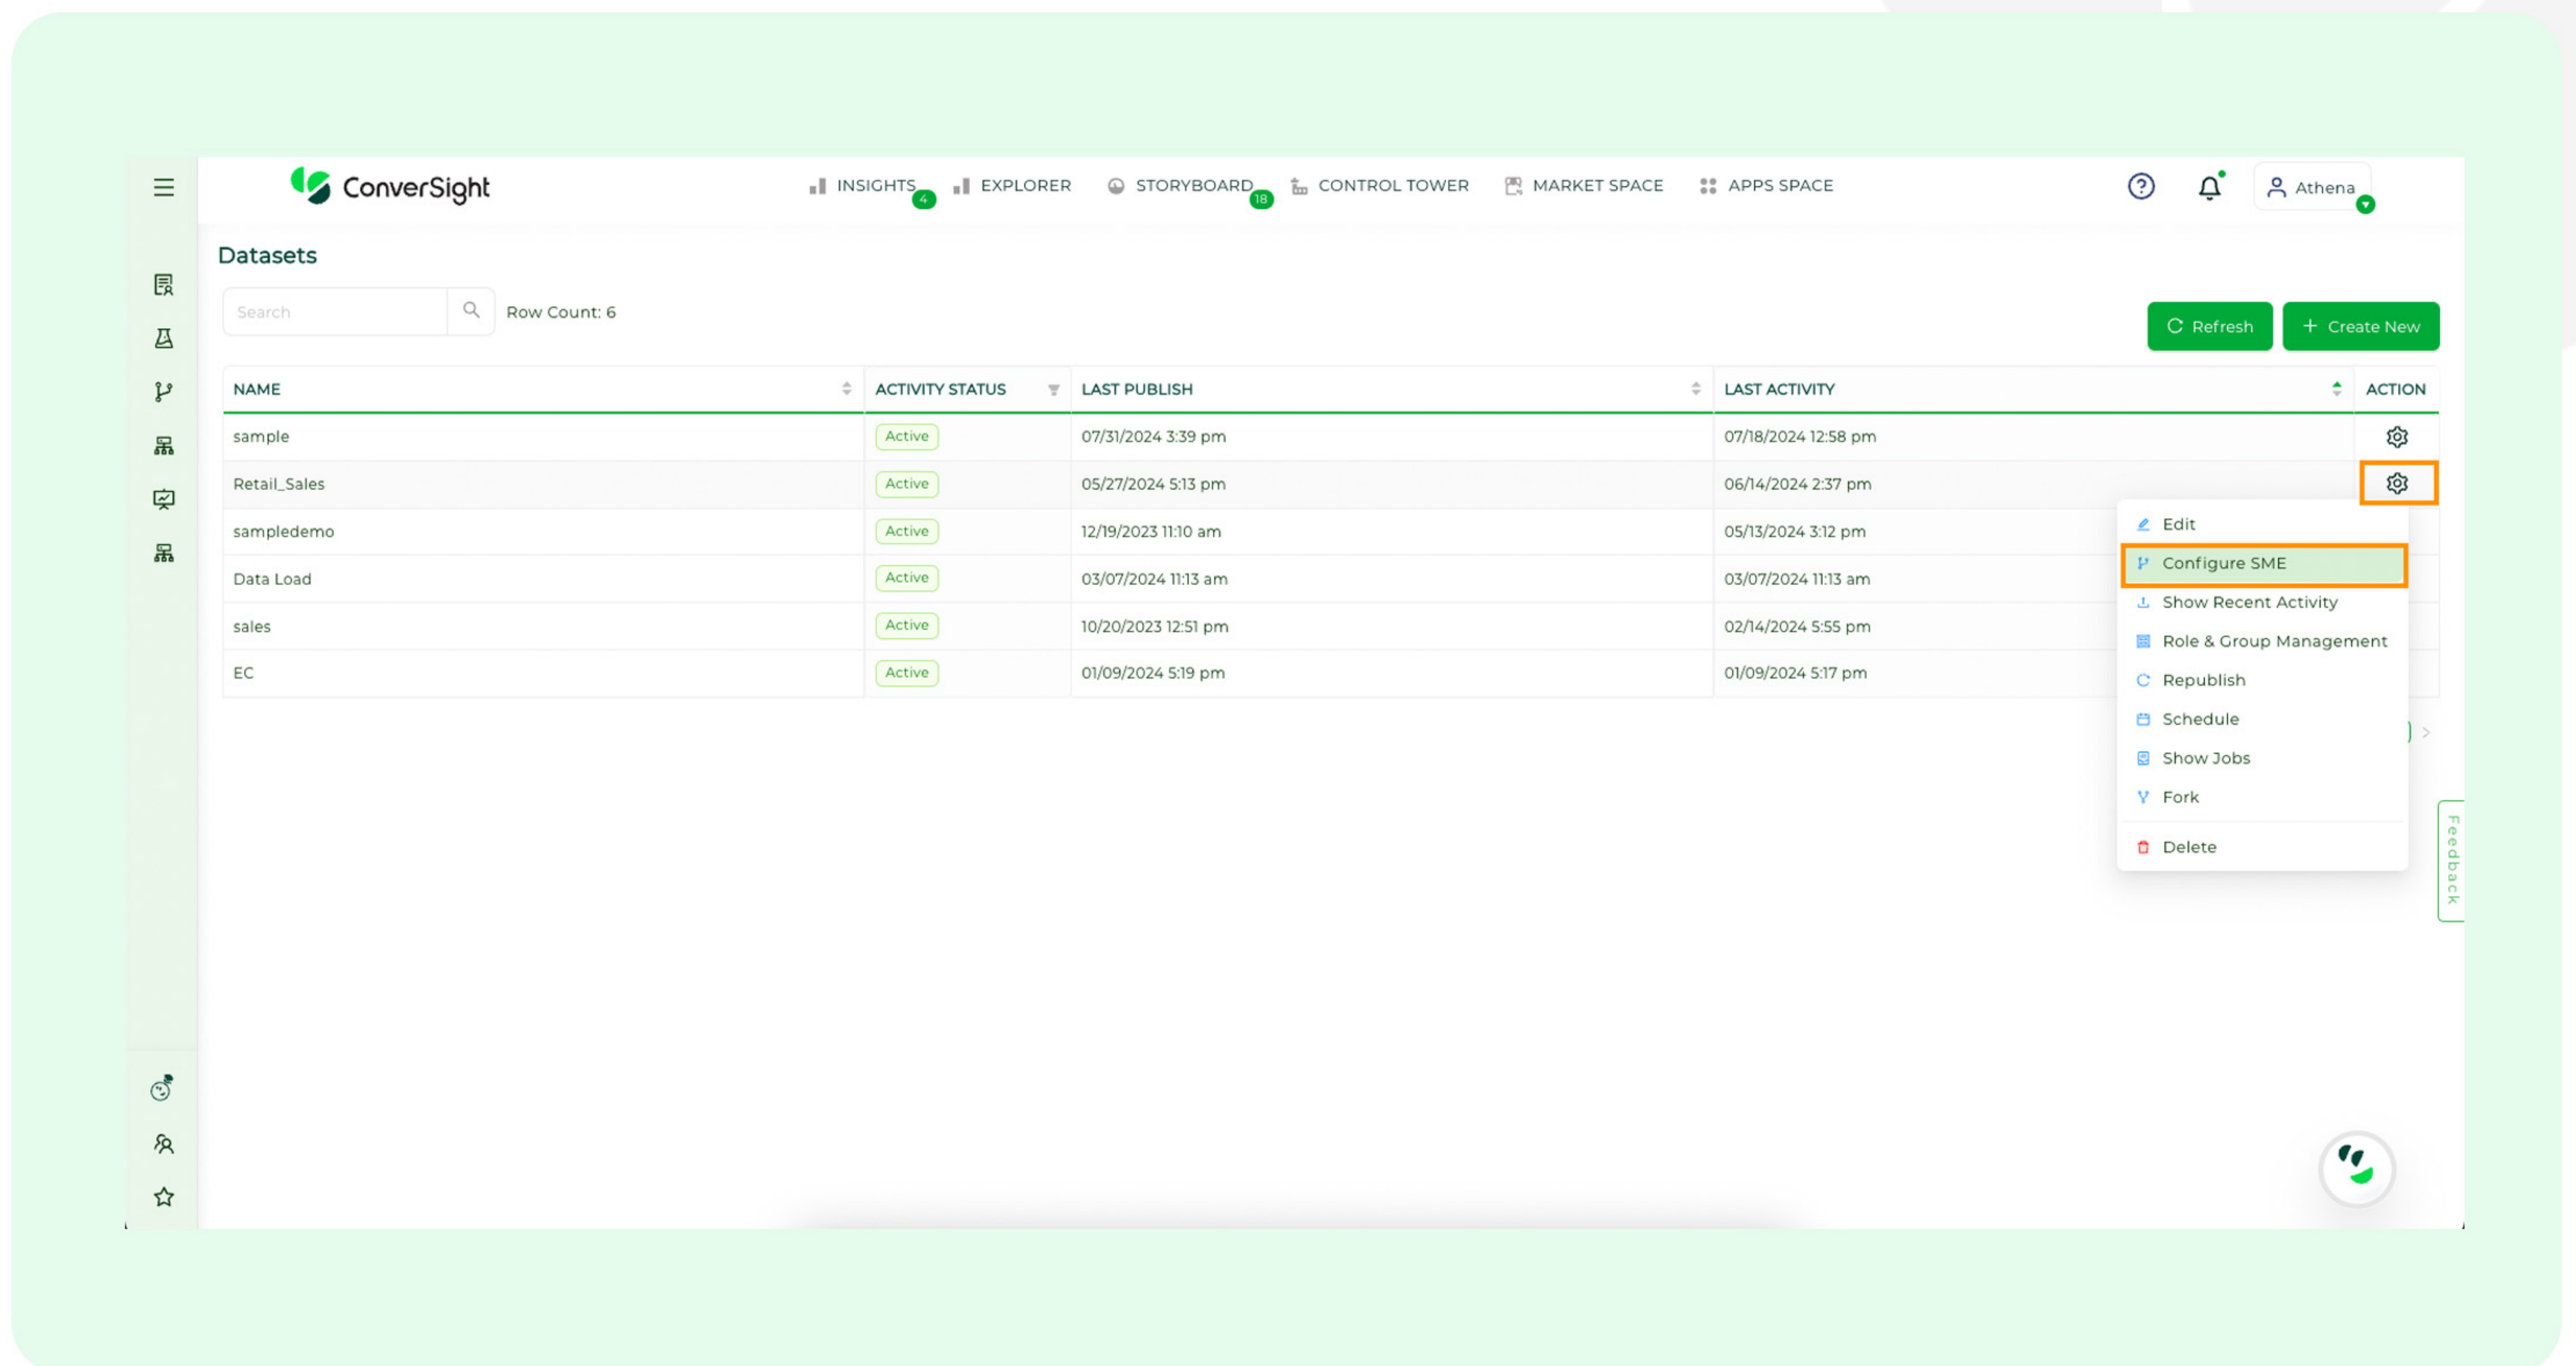 ConverSight
INSIGHTS 4 EXPLORER STORYBOARD 18 CONTROL TOWER MARKET SPACE APPS SPACE
Athena
Datasets
Search
Row Count: 6
Refresh
+ Create New
NAME ACTIVITY STATUS LAST PUBLISH LAST ACTIVITY ACTION
sample Active 07/31/2024 3:39 pm 07/18/2024 12:58 pm
Retail_Sales Active 05/27/2024 5:13 pm 06/14/2024 2:37 pm
sampledemo Active 12/19/2023 11:10 am 05/13/2024 3:12 pm
Data Load Active 03/07/2024 11:13 am 03/07/2024 11:13 am
sales Active 10/20/2023 12:51 pm 02/14/2024 5:55 pm
EC Active 01/09/2024 5:19 pm 01/09/2024 5:17 pm
Edit
Configure SME
Show Recent Activity
Role & Group Management
Republish
Schedule
Show Jobs
Fork
Delete
Feedback